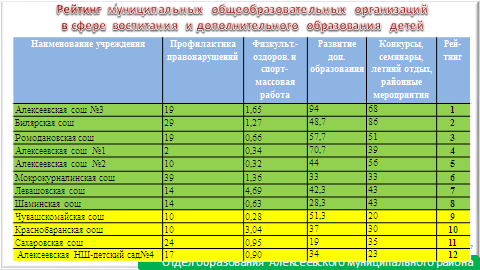 Рейтинг муниципальных общеобразовательных организаций
в сфере воспитания и дополнительного образования детей
Наименование учреждения Профилактика правонарушений Физкульт.-оздоров. и спорт-массовая работа Развитие доп. образования Конкурсы, семинары, летний отдых, районные мероприятия Рей-тинг
Алексеевская сош №3 19 1,65 94 68 1
Билярская сош 29 1,27 48,7 86 2
Ромодановская сош 19 0,66 57,7 51 3
Алексеевская сош №1 2 0,34 70,7 39 4
Алексеевская сош №2 10 0,32 44 56 5
Мокрокурналинская сош 39 1,36 33 33 6
Левашовская сош 14 4,69 42,3 43 7
Шаминская оош 14 0,63 28,3 43 8
Чувашскомайская оош 10 0,28 51,3 20 9
Краснобаранская оош 10 3,04 37 30 10
Сахаровская сош 24 0,95 19 35 11
Алексеевская НШ-детский сад№4 17 0,90 34 23 12
Отдел образования Алексеевского муниципального района